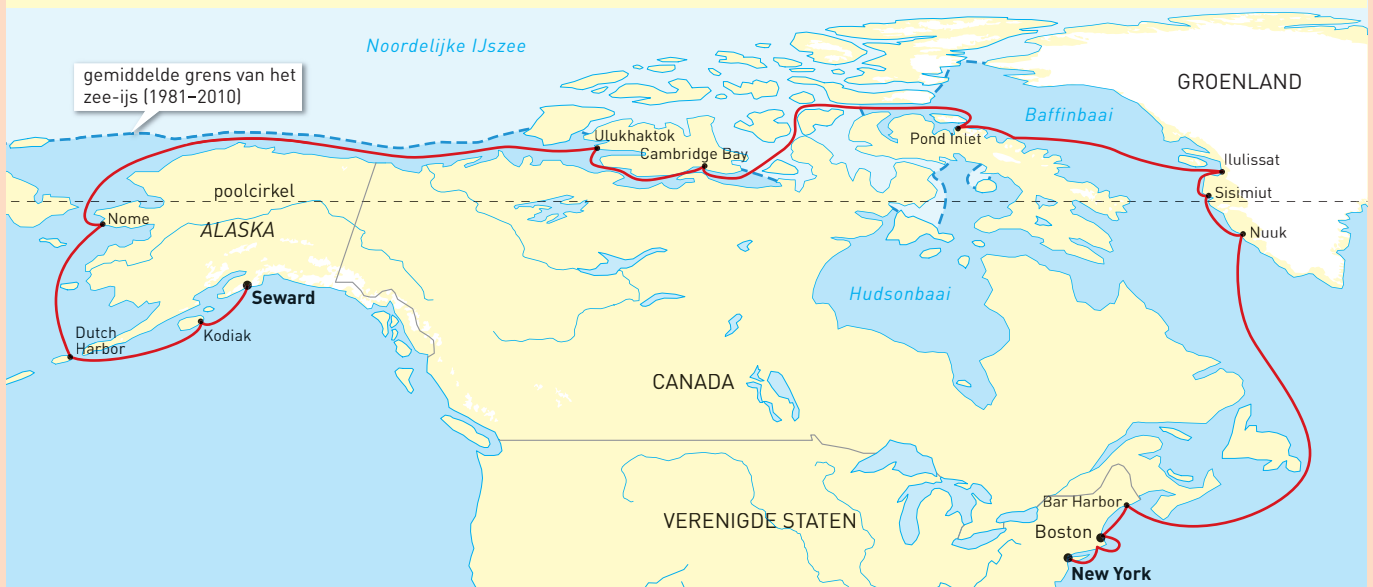 Noordelijke IJszee
gemiddelde grens van het
zee-ijs (1981–2010)
GROENLAND
Baffinbaai
Ulukhaktok
Cambridge Bay
Pond Inlet
Ilulissat
poolcirkel
Sisimiut
Nome
ALASKA
Nuuk
Seward
Hudsonbaai
Dutch
Harbor
Kodiak
CANADA
Bar Harbor
VERENIGDE STATEN
Boston
New York